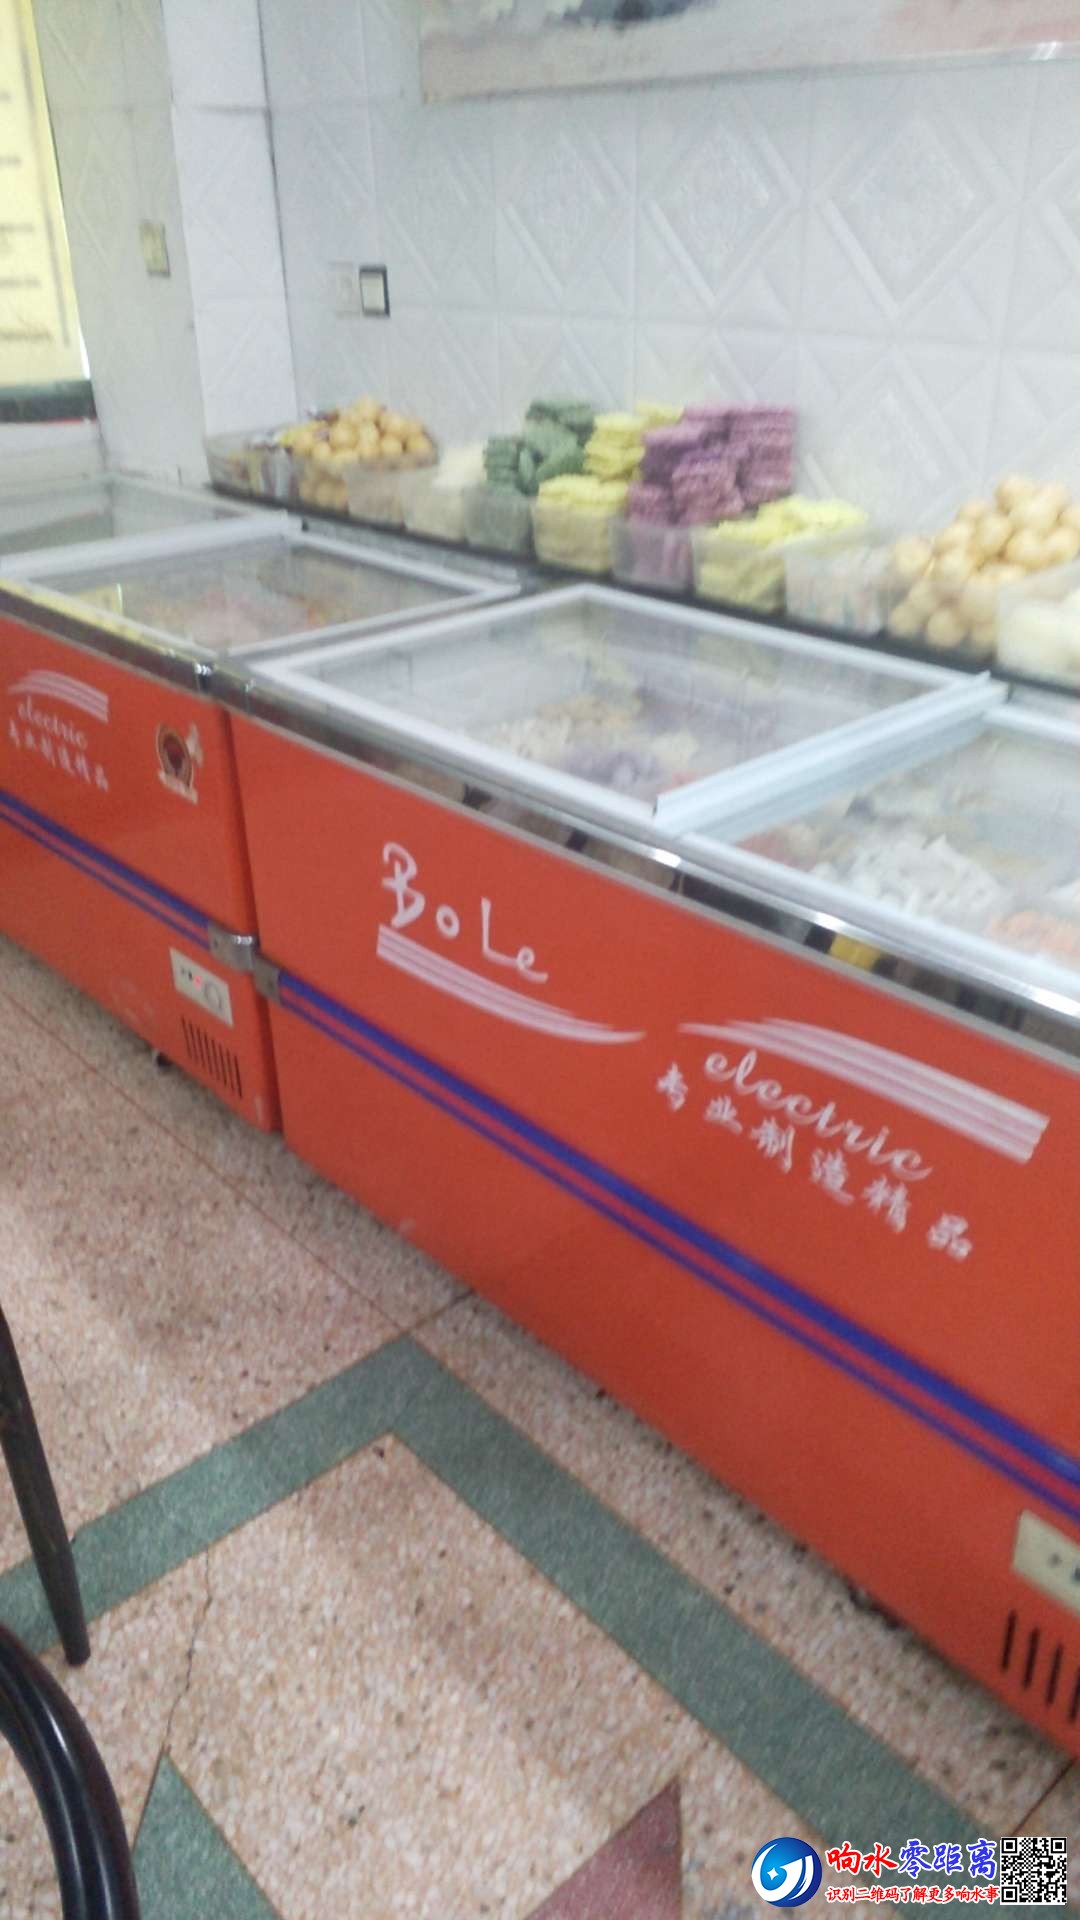 electric
专业制造精品
BoLe
electric
专业制造精品
响水零距离
识别二维码了解更多响水事